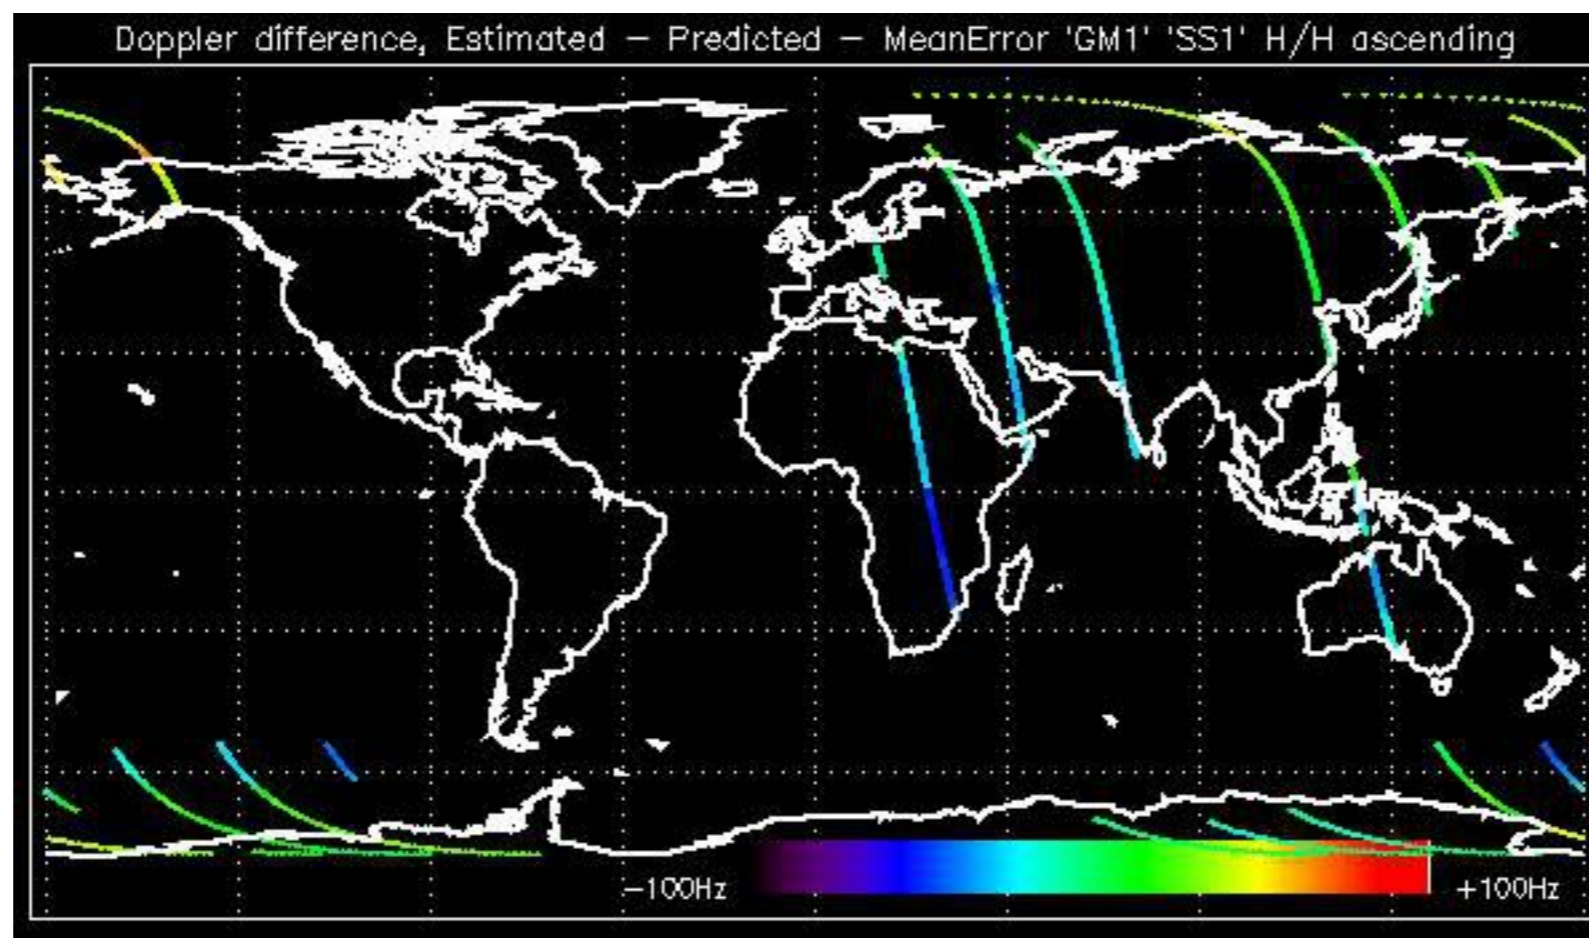 Doppler difference, Estimated – Predicted – MeanError 'GM1' 'SS1' H/H ascending
–100Hz +100Hz